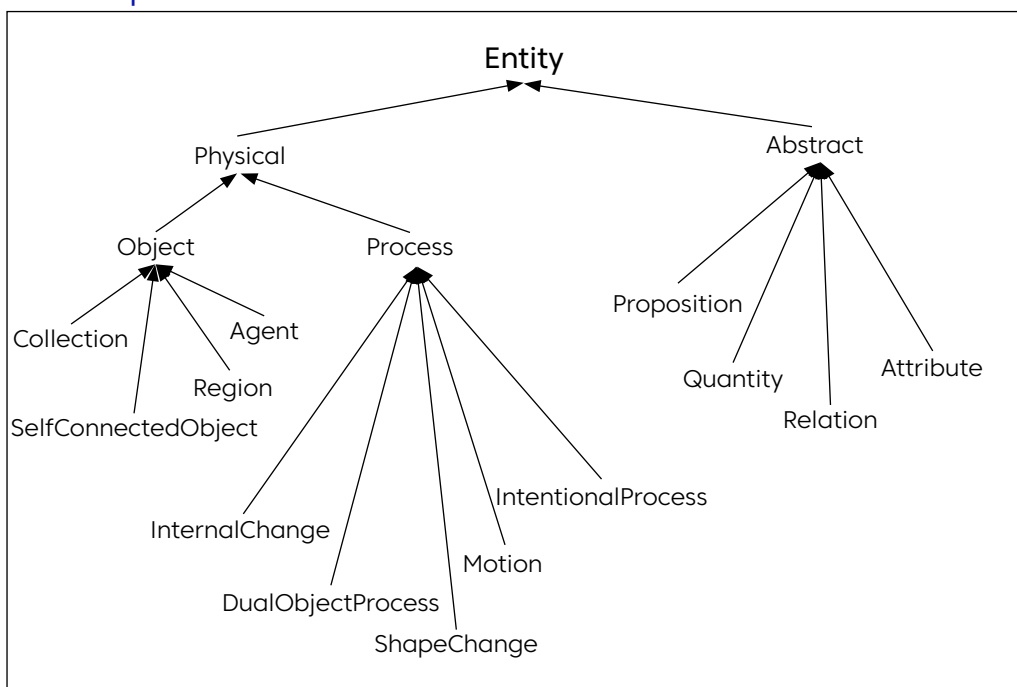 Entity
Physical
Abstract
Object
Process
Proposition
Collection
Agent
Quantity
Attribute
Region
Relation
SelfConnectedObject
IntentionalProcess
InternalChange
Motion
DualObjectProcess
ShapeChange